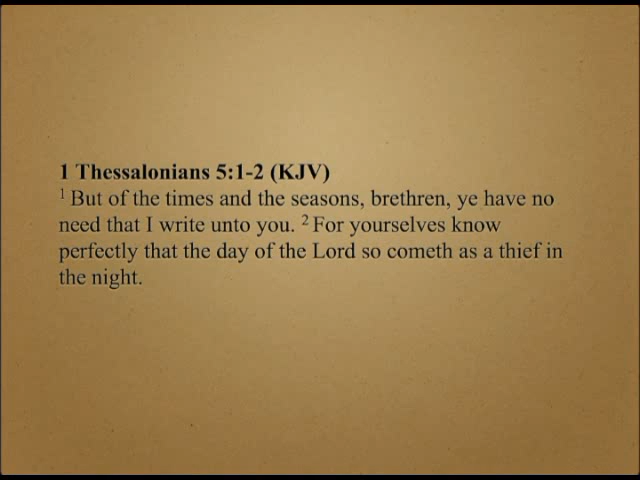 1 Thessalonians 5:1-2 (KJV)
1 But of the times and the seasons, brethren, ye have no
need that I write unto you. 2 For yourselves know
perfectly that the day of the Lord so cometh as a thief in
the night.